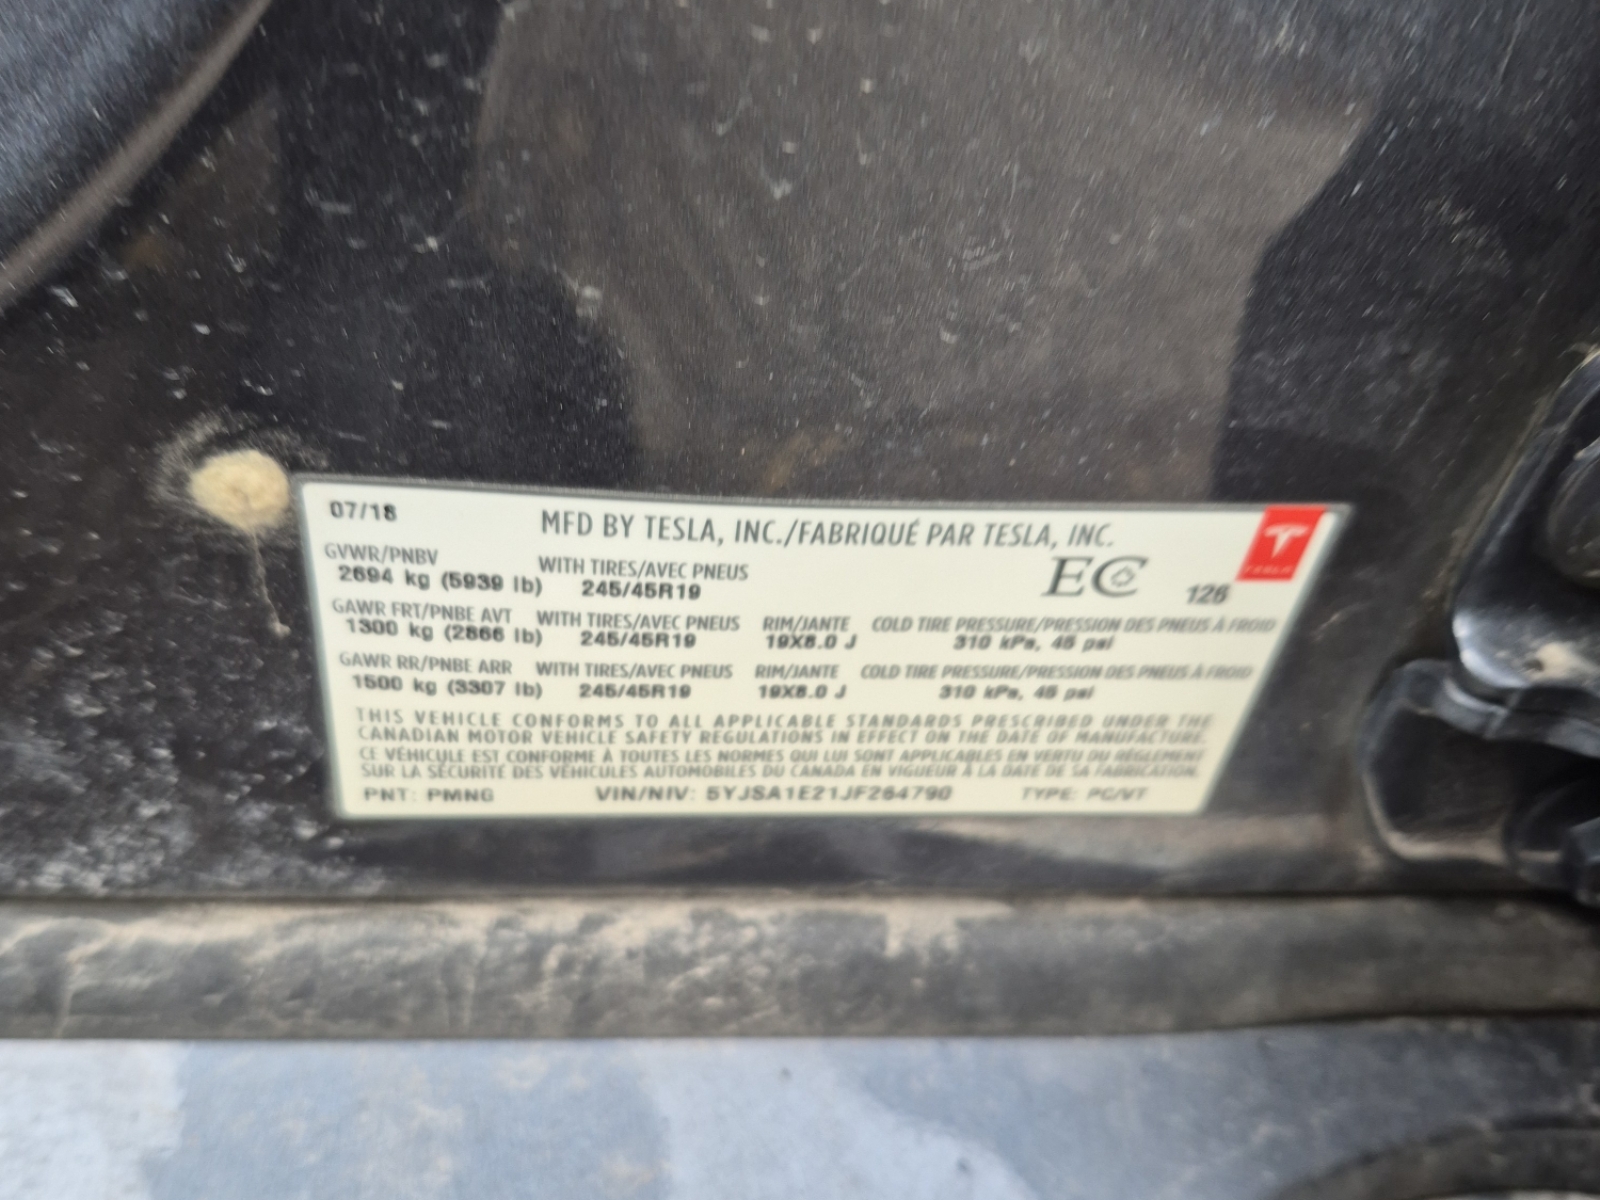 07/18 MFD BY TESLA, INC./FABRIQUÉ PAR TESLA, INC. TESLA
GVWR/PNBV WITH TIRES/AVEC PNEUS EC
2694 kg (5939 lb) 245/45R19 126
GAWR FRT/PNBE AVT WITH TIRES/AVEC PNEUS RIM/JANTE COLD TIRE PRESSURE/PRESSION DES PNEUS À FROID
1300 kg (2866 lb) 245/45R19 19X8.0 J 310 kPa, 45 psi
GAWR RR/PNBE ARR WITH TIRES/AVEC PNEUS RIM/JANTE COLD TIRE PRESSURE/PRESSION DES PNEUS À FROID
1500 kg (3307 lb) 245/45R19 19X8.0 J 310 kPa, 45 psi
THIS VEHICLE CONFORMS TO ALL APPLICABLE STANDARDS PRESCRIBED UNDER THE
CANADIAN MOTOR VEHICLE SAFETY REGULATIONS IN EFFECT ON THE DATE OF MANUFACTURE.
CE VÉHICULE EST CONFORME À TOUTES LES NORMES QUI LUI SONT APPLICABLES EN VERTU DU RÈGLEMENT
SUR LA SÉCURITÉ DES VÉHICULES AUTOMOBILES DU CANADA EN VIGUEUR À LA DATE DE SA FABRICATION.
PNT: PMNG VIN/NIV: 5YJSA1E21JF264790 TYPE: PC/VT